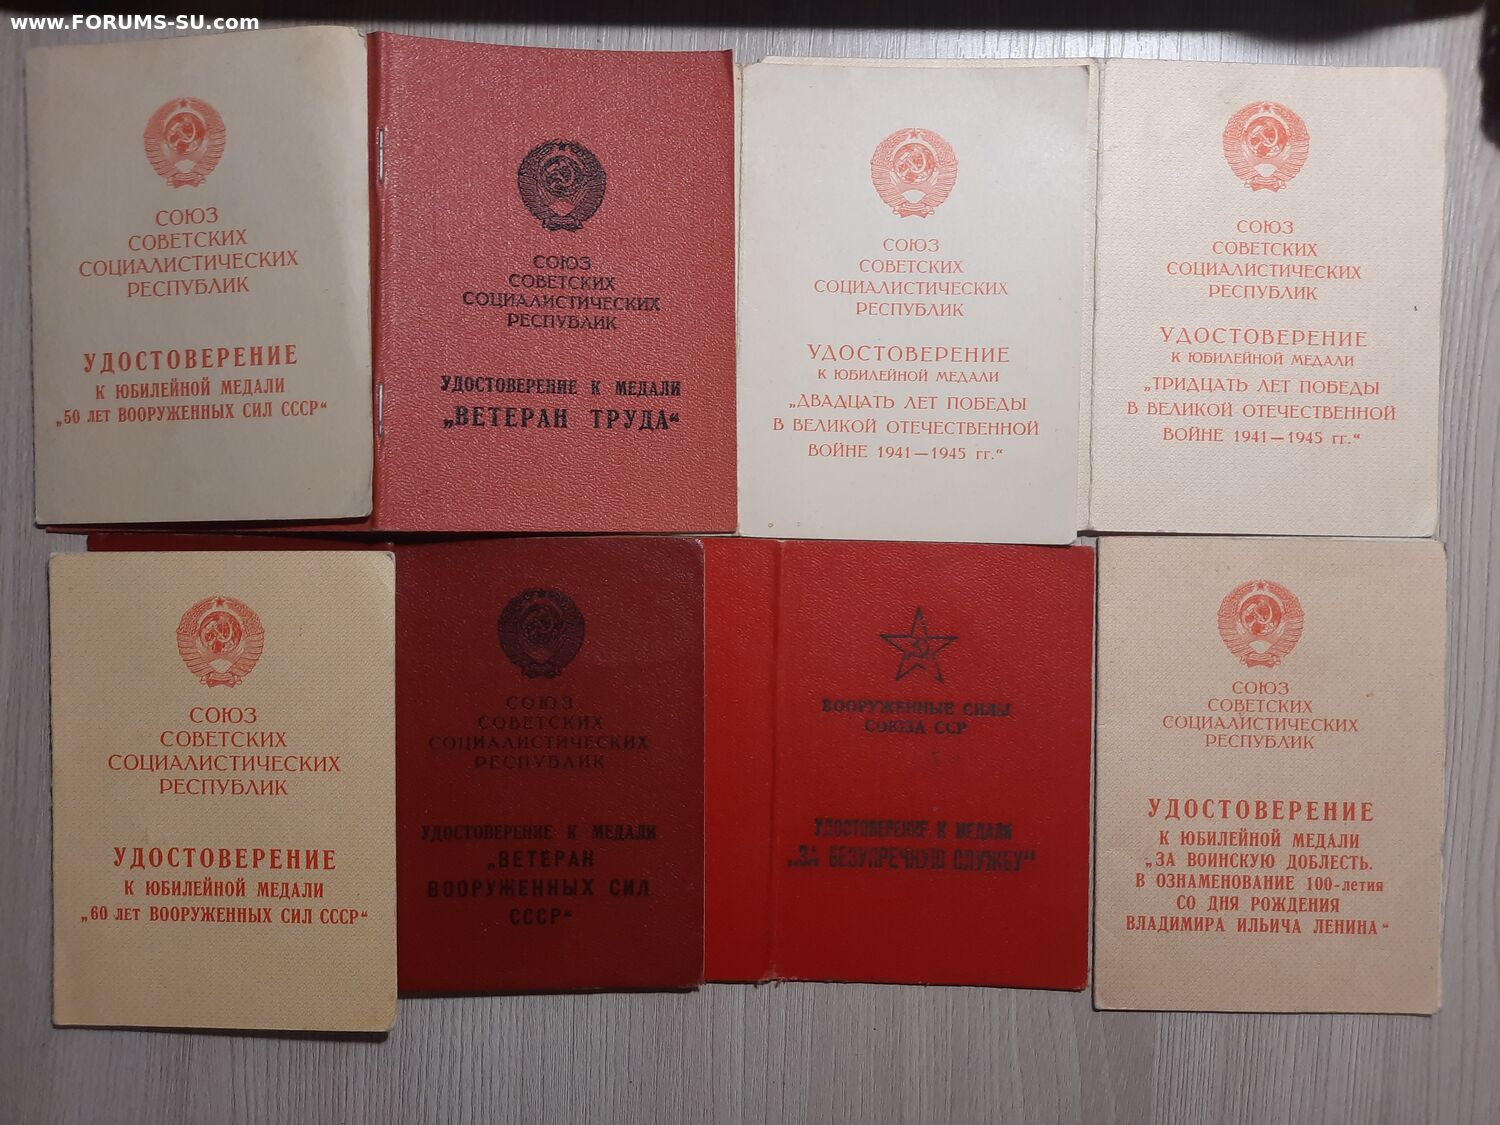 www.FORUMS-SU.com
СОЮЗ
СОВЕТСКИХ
СОЦИАЛИСТИЧЕСКИХ
РЕСПУБЛИК
УДОСТОВЕРЕНИЕ
К ЮБИЛЕЙНОЙ МЕДАЛИ
„50 ЛЕТ ВООРУЖЕННЫХ СИЛ СССР“
СОЮЗ
СОВЕТСКИХ
СОЦИАЛИСТИЧЕСКИХ
РЕСПУБЛИК
УДОСТОВЕРЕНИЕ К МЕДАЛИ
„ВЕТЕРАН ТРУДА“
СОЮЗ
СОВЕТСКИХ
СОЦИАЛИСТИЧЕСКИХ
РЕСПУБЛИК
УДОСТОВЕРЕНИЕ
К ЮБИЛЕЙНОЙ МЕДАЛИ
„ДВАДЦАТЬ ЛЕТ ПОБЕДЫ
В ВЕЛИКОЙ ОТЕЧЕСТВЕННОЙ
ВОЙНЕ 1941—1945 гг.“
СОЮЗ
СОВЕТСКИХ
СОЦИАЛИСТИЧЕСКИХ
РЕСПУБЛИК
УДОСТОВЕРЕНИЕ
К ЮБИЛЕЙНОЙ МЕДАЛИ
„ТРИДЦАТЬ ЛЕТ ПОБЕДЫ
В ВЕЛИКОЙ ОТЕЧЕСТВЕННОЙ
ВОЙНЕ 1941—1945 гг.“
СОЮЗ
СОВЕТСКИХ
СОЦИАЛИСТИЧЕСКИХ
РЕСПУБЛИК
УДОСТОВЕРЕНИЕ
К ЮБИЛЕЙНОЙ МЕДАЛИ
„60 ЛЕТ ВООРУЖЕННЫХ СИЛ СССР“
СОЮЗ
СОВЕТСКИХ
СОЦИАЛИСТИЧЕСКИХ
РЕСПУБЛИК
УДОСТОВЕРЕНИЕ К МЕДАЛИ
„ВЕТЕРАН
ВООРУЖЕННЫХ СИЛ
СССР“
ВООРУЖЕННЫЕ СИЛЫ
СОЮЗА ССР
УДОСТОВЕРЕНИЕ К МЕДАЛИ
„ЗА БЕЗУПРЕЧНУЮ СЛУЖБУ“
СОЮЗ
СОВЕТСКИХ
СОЦИАЛИСТИЧЕСКИХ
РЕСПУБЛИК
УДОСТОВЕРЕНИЕ
К ЮБИЛЕЙНОЙ МЕДАЛИ
„ЗА ВОИНСКУЮ ДОБЛЕСТЬ.
В ОЗНАМЕНОВАНИЕ 100-летия
СО ДНЯ РОЖДЕНИЯ
ВЛАДИМИРА ИЛЬИЧА ЛЕНИНА“